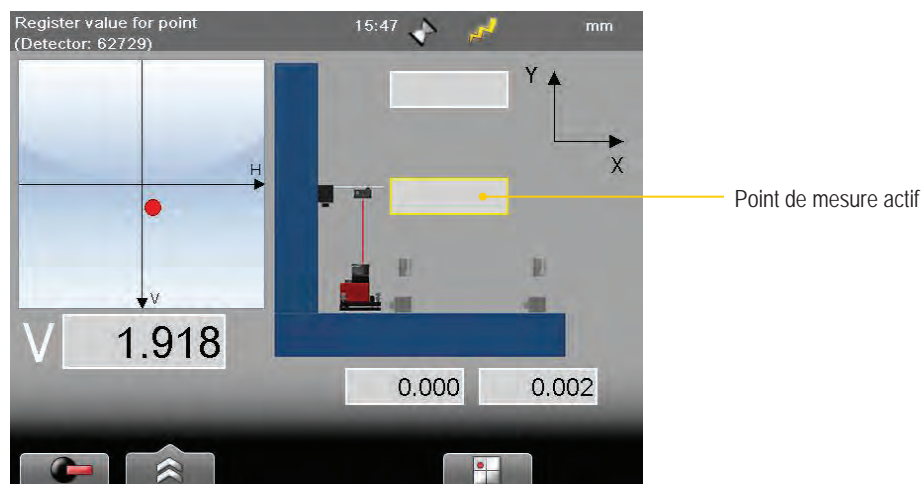 Register value for point
(Detector: 62729)
15:47
mm
Y
X
H
V
Point de mesure actif
V 1.918
0.000
0.002